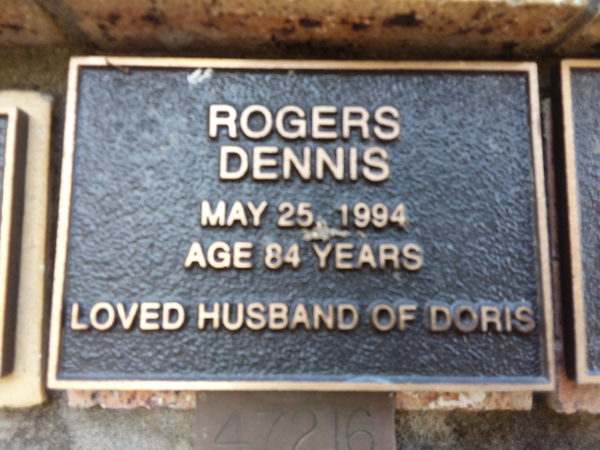 ROGERS
DENNIS
MAY 25, 1994
AGE 84 YEARS
LOVED HUSBAND OF DORIS
47216